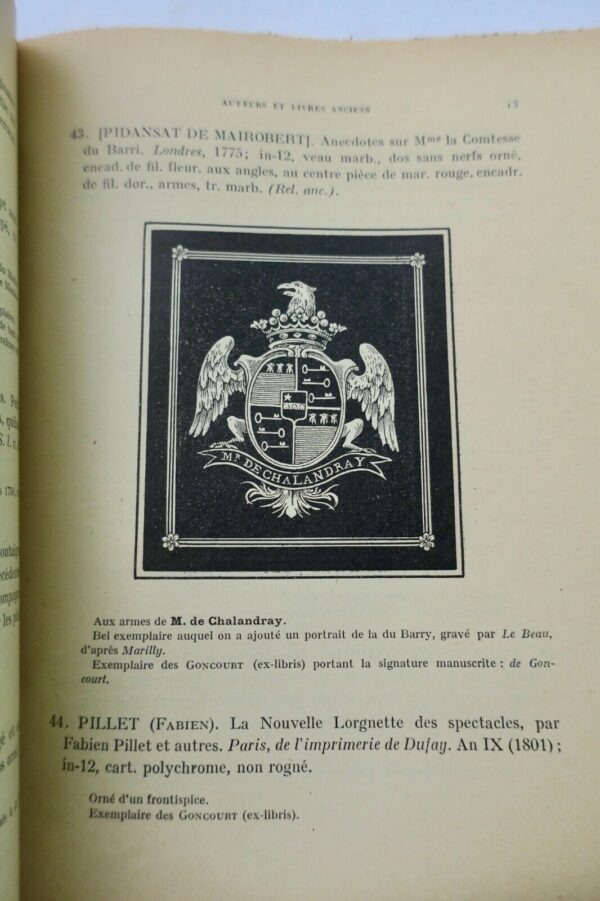 AUTEURS ET LIVRES ANCIENS 13
43. [PIDANSAT DE MAIROBERT]. Anecdotes sur Mme la Comtesse
du Barri. Londres, 1775; in-12, veau marb., dos sans nerfs orné,
encad. de fil. fleur. aux angles, au centre pièce de mar. rouge, encadr.
de fil. dor., armes, tr. marb. (Rel. anc.).
MR DE CHALANDRAY
Aux armes de M. de Chalandray.
Bel exemplaire auquel on a ajouté un portrait de la du Barry, gravé par Le Beau,
d'après Marilly.
Exemplaire des GONCOURT (ex-libris) portant la signature manuscrite : de Gon-
court.
44. PILLET (FABIEN). La Nouvelle Lorgnette des spectacles, par
Fabien Pillet et autres. Paris, de l'imprimerie de Dufay. An IX (1801);
in-12, cart. polychrome, non rogné.
Orné d'un frontispice.
Exemplaire des GONCOURT (ex-libris).